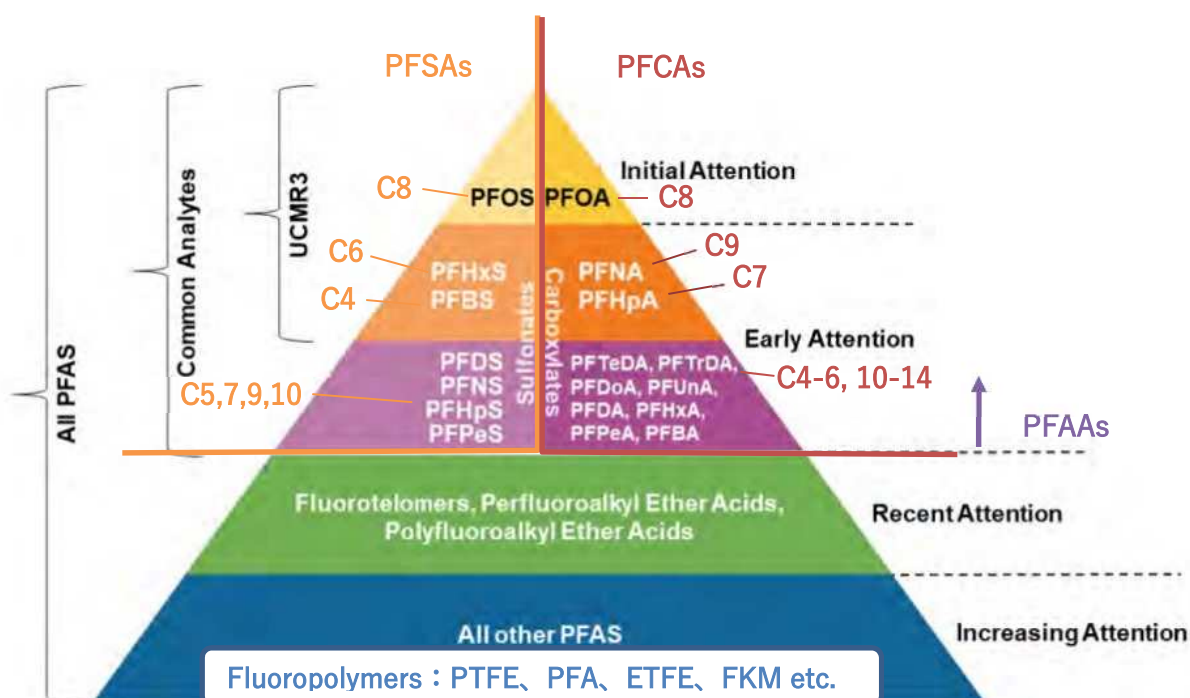 PFSAs
PFCAs
Initial Attention
C8
PFOS
PFOA
C8
UCMR3
Common Analytes
All PFAS
C6
C4
PFHxS
PFBS
Sulfonates
Carboxylates
PFNA
PFHpA
C9
C7
Early Attention
C5,7,9,10
PFDS
PFNS
PFHpS
PFPeS
PFTeDA, PFTrDA,
PFDoA, PFUnA,
PFDA, PFHxA,
PFPeA, PFBA
C4-6, 10-14
PFAAs
Fluorotelomers, Perfluoroalkyl Ether Acids,
Polyfluoroalkyl Ether Acids
Recent Attention
All other PFAS
Increasing Attention
Fluoropolymers：PTFE、PFA、ETFE、FKM etc.